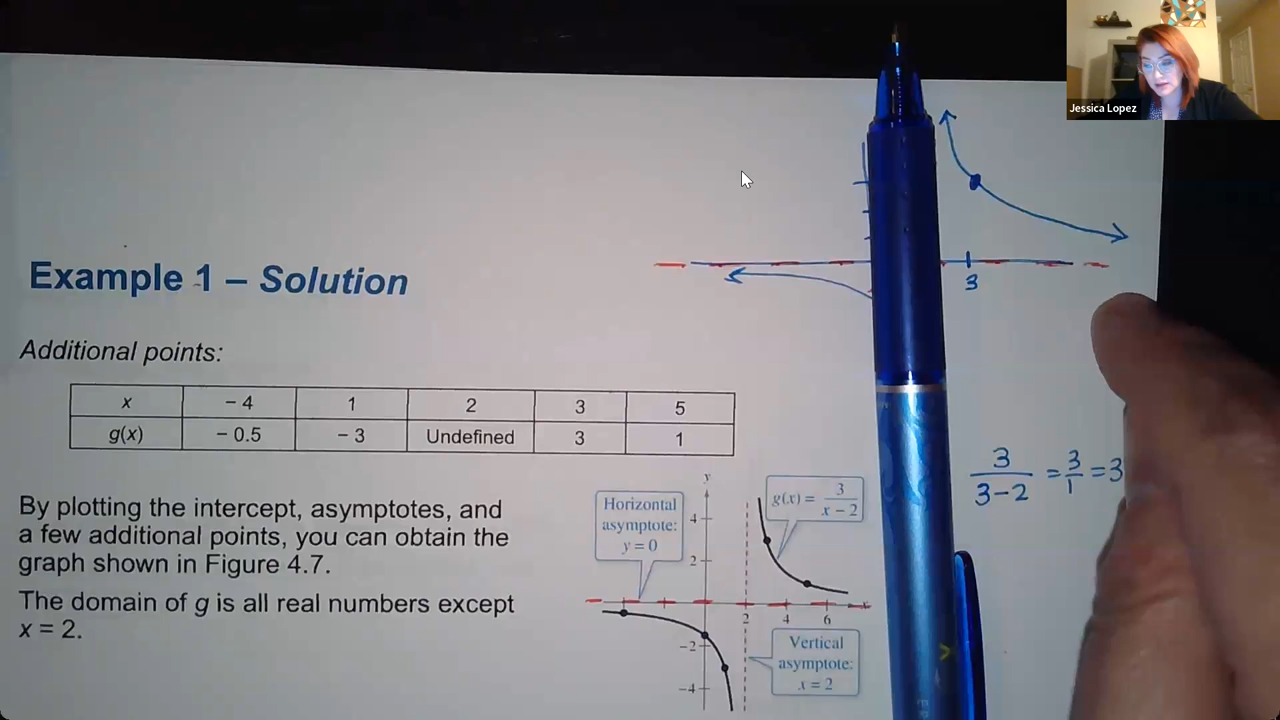 Jessica Lopez
3
Example 1 – Solution
Additional points:
x – 4 1 2 3 5
g(x) – 0.5 – 3 Undefined 3 1
3/(3–2) = 3/1 = 3
By plotting the intercept, asymptotes, and
a few additional points, you can obtain the
graph shown in Figure 4.7.
The domain of g is all real numbers except
x = 2.
y
Horizontal
asymptote:
y = 0
g(x) = 3/(x – 2)
4
2
2 4 6 x
–2
–4
Vertical
asymptote:
x = 2